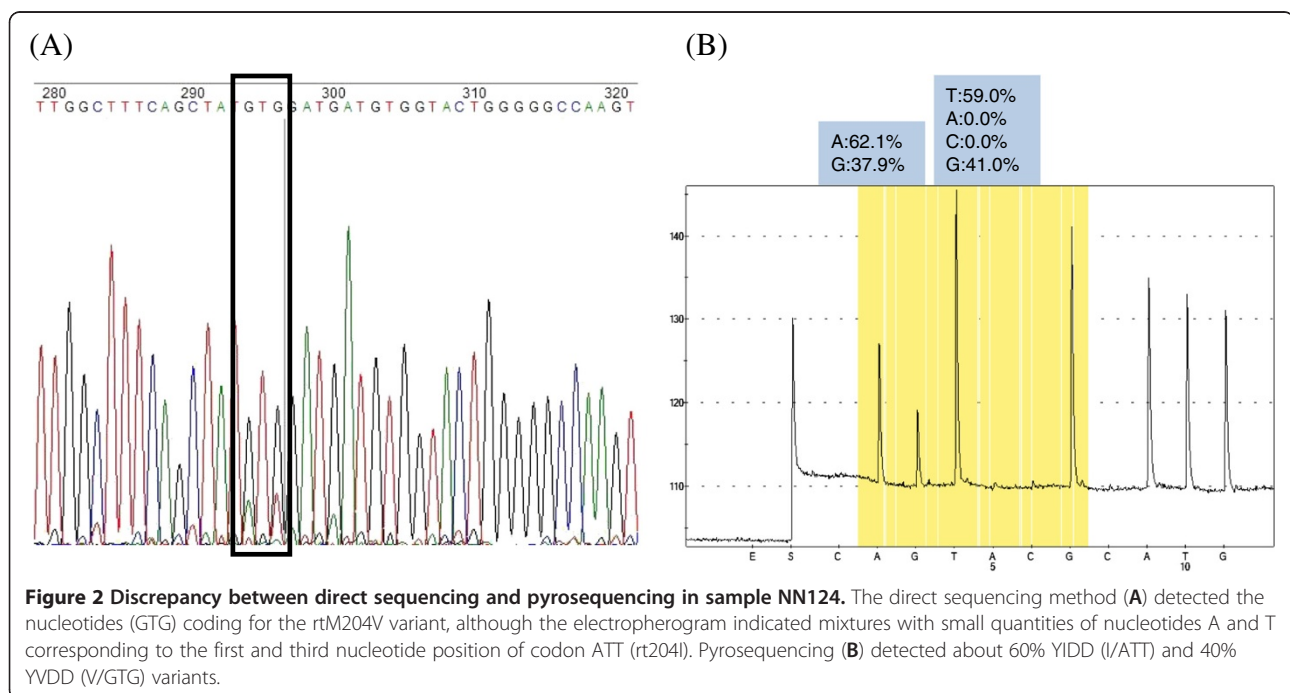 (A)
(B)
280 290 300 310 320
TTGGCTTTCAGCTATGTGGATGATGTGGTACTGGGGGCCAAGT
A:62.1%
G:37.9%
T:59.0%
A:0.0%
C:0.0%
G:41.0%
140
130
120
110
E S C A G T A C G C A T G
5 10
Figure 2 Discrepancy between direct sequencing and pyrosequencing in sample NN124. The direct sequencing method (A) detected the
nucleotides (GTG) coding for the rtM204V variant, although the electropherogram indicated mixtures with small quantities of nucleotides A and T
corresponding to the first and third nucleotide position of codon ATT (rt204I). Pyrosequencing (B) detected about 60% YIDD (I/ATT) and 40%
YVDD (V/GTG) variants.